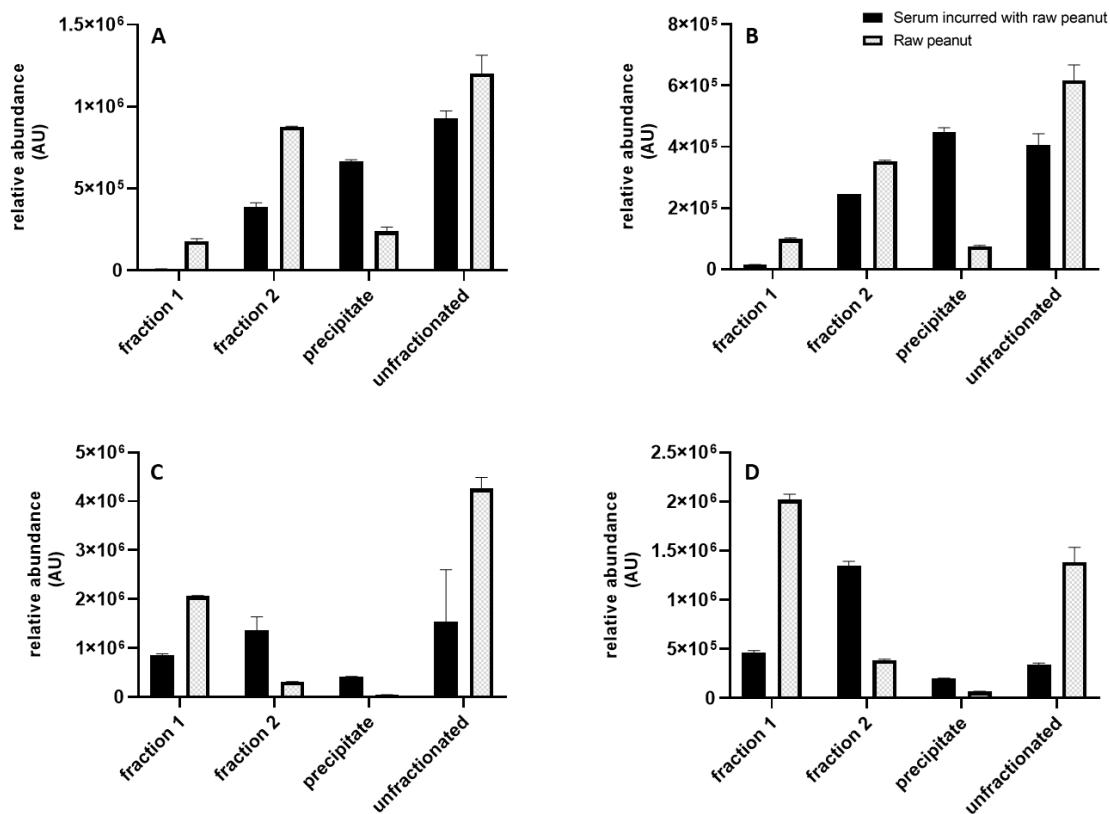 A
relative abundance
(AU)
1.5×10⁶
1×10⁶
5×10⁵
0
fraction 1
fraction 2
precipitate
unfractionated
B
Serum incurred with raw peanut
Raw peanut
relative abundance
(AU)
8×10⁵
6×10⁵
4×10⁵
2×10⁵
0
fraction 1
fraction 2
precipitate
unfractionated
C
relative abundance
(AU)
5×10⁶
4×10⁶
3×10⁶
2×10⁶
1×10⁶
0
fraction 1
fraction 2
precipitate
unfractionated
D
relative abundance
(AU)
2.5×10⁶
2×10⁶
1.5×10⁶
1×10⁶
5×10⁵
0
fraction 1
fraction 2
precipitate
unfractionated